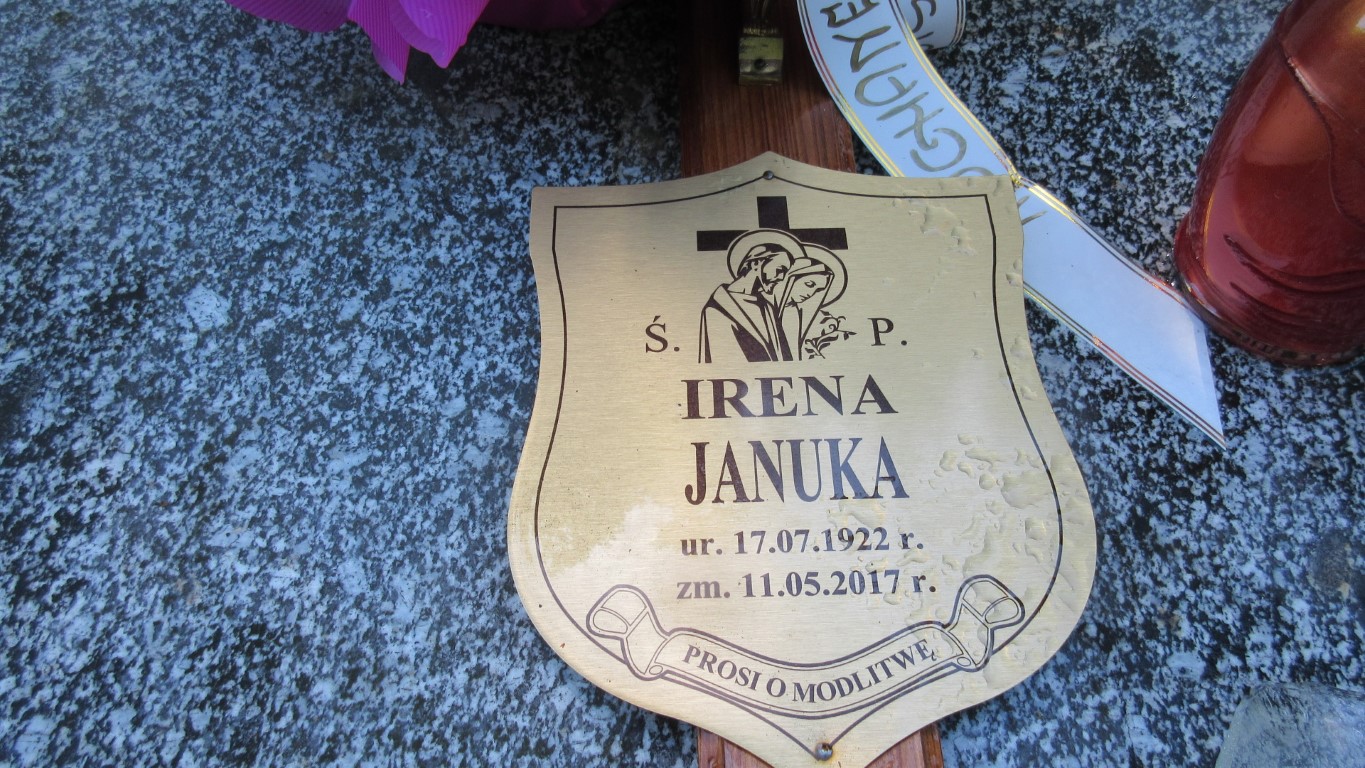 Ś. P.
IRENA
JANUKA
ur. 17.07.1922 r.
zm. 11.05.2017 r.
PROSI O MODLITWĘ